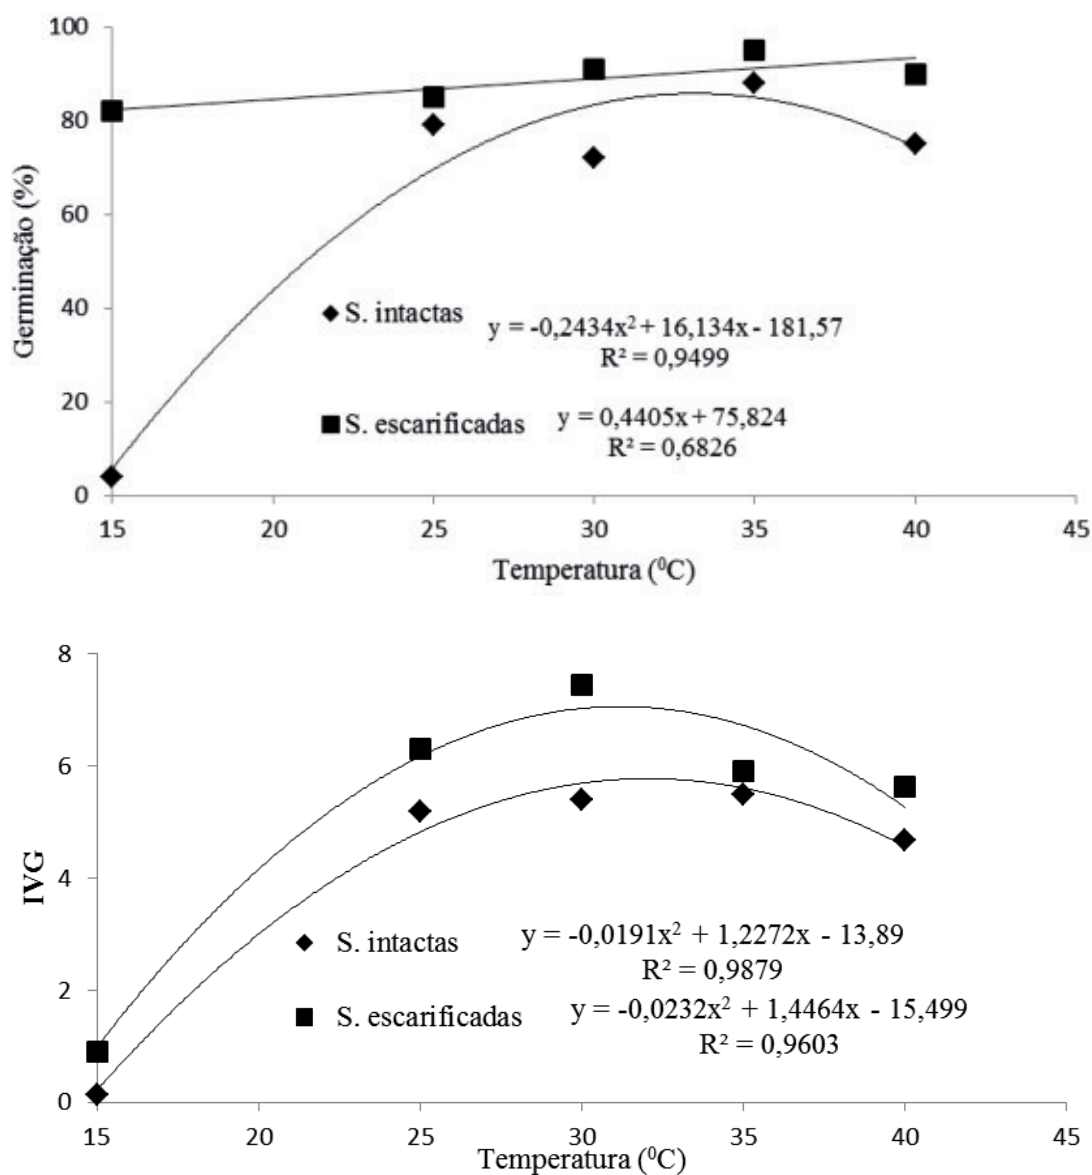 100
80
60
40
20
0
Germinação (%)
S. intactas
y = -0,2434x² + 16,134x - 181,57
R² = 0,9499
S. escarificadas
y = 0,4405x + 75,824
R² = 0,6826
15 20 25 30 35 40 45
Temperatura (⁰C)
8
6
4
2
0
IVG
S. intactas
y = -0,0191x² + 1,2272x - 13,89
R² = 0,9879
S. escarificadas
y = -0,0232x² + 1,4464x - 15,499
R² = 0,9603
15 20 25 30 35 40 45
Temperatura (⁰C)